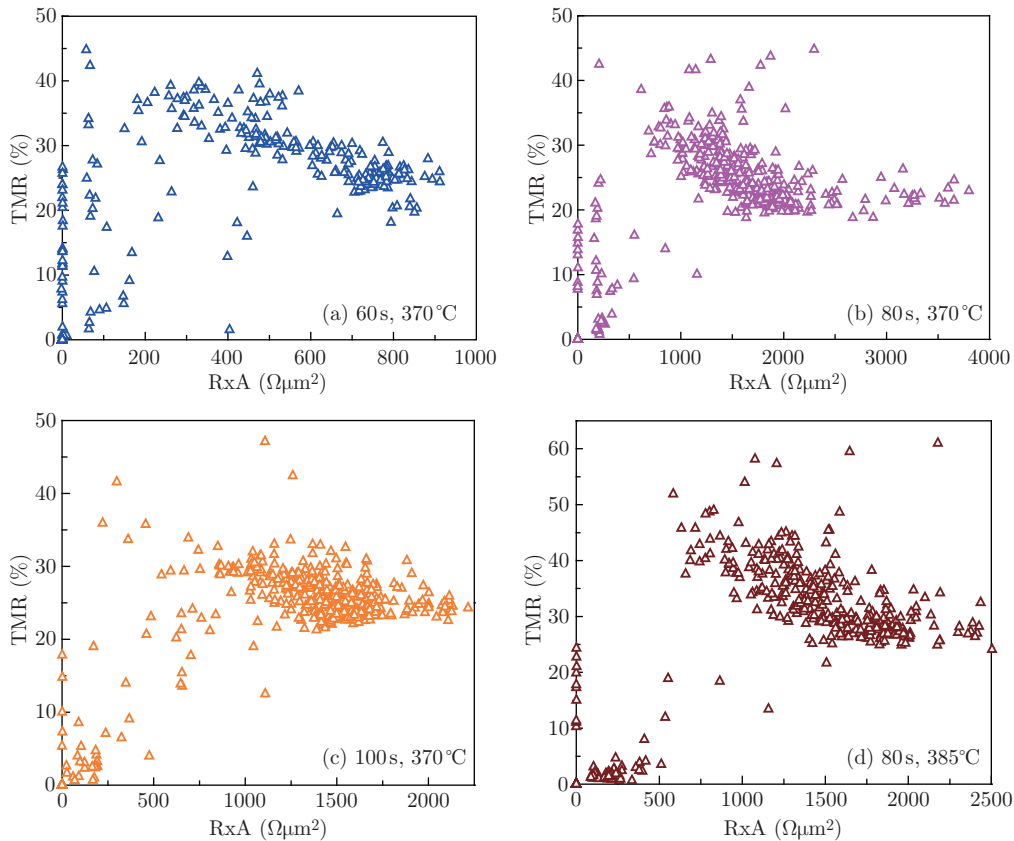 50
40
30
20
10
0
TMR (%)
0 200 400 600 800 1000
RxA (Ωμm²)
(a) 60 s, 370 °C
50
40
30
20
10
0
TMR (%)
0 1000 2000 3000 4000
RxA (Ωμm²)
(b) 80 s, 370 °C
50
40
30
20
10
0
TMR (%)
0 500 1000 1500 2000
RxA (Ωμm²)
(c) 100 s, 370 °C
60
50
40
30
20
10
0
TMR (%)
0 500 1000 1500 2000 2500
RxA (Ωμm²)
(d) 80 s, 385°C